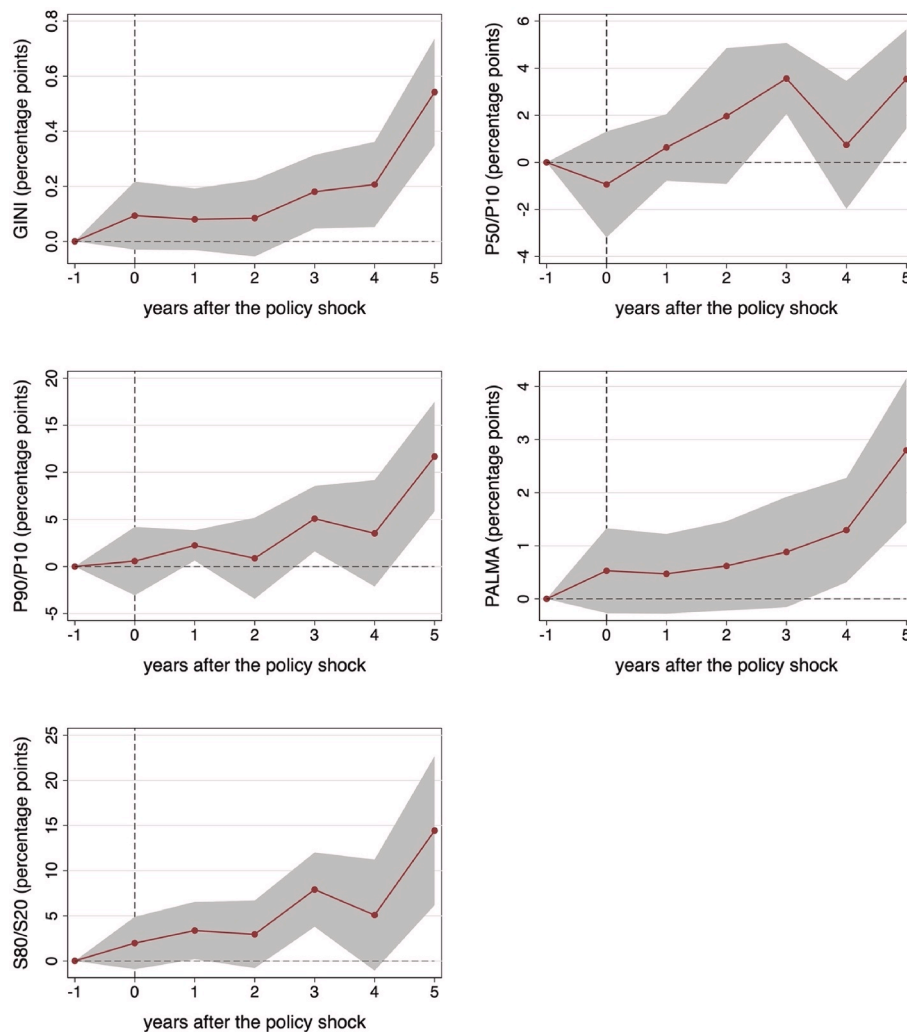 GINI (percentage points)
0.8
0.6
0.4
0.2
0.0
-1 0 1 2 3 4 5
years after the policy shock
P50/P10 (percentage points)
6
4
2
0
-2
-4
-1 0 1 2 3 4 5
years after the policy shock
P90/P10 (percentage points)
20
15
10
5
0
-5
-1 0 1 2 3 4 5
years after the policy shock
PALMA (percentage points)
4
3
2
1
0
-1 0 1 2 3 4 5
years after the policy shock
S80/S20 (percentage points)
25
20
15
10
5
0
-1 0 1 2 3 4 5
years after the policy shock